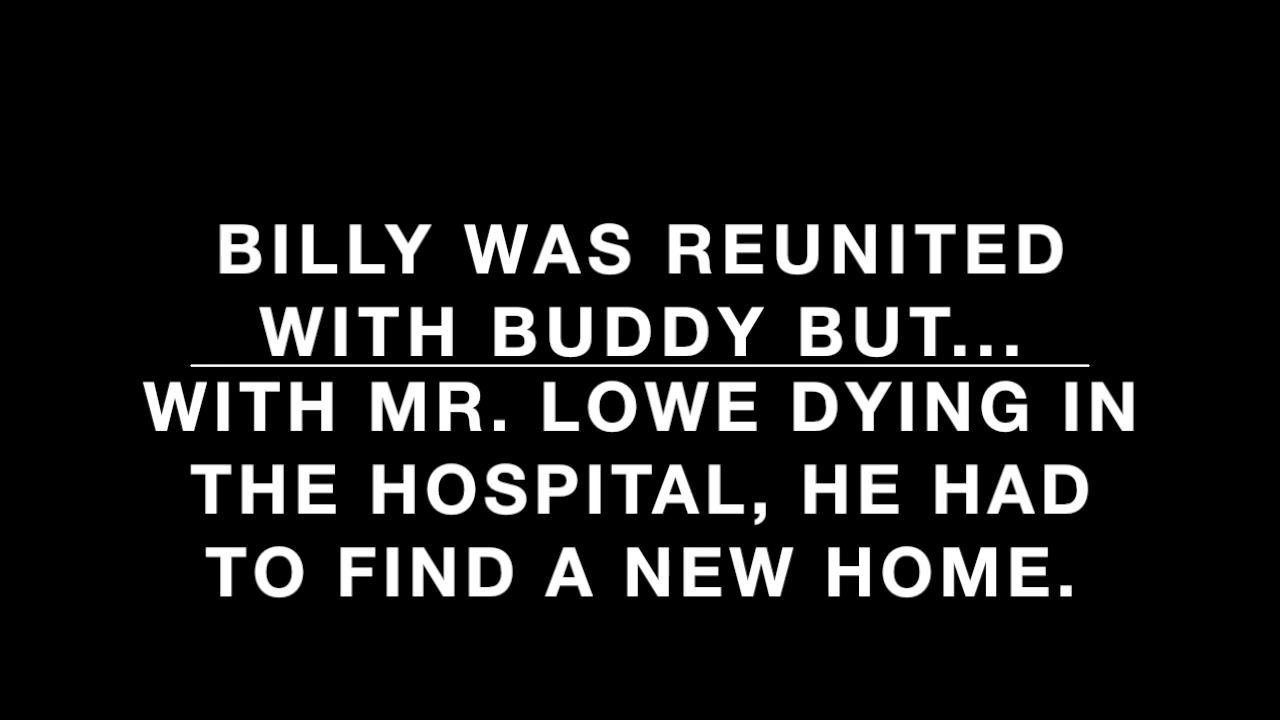 BILLY WAS REUNITED
WITH BUDDY BUT...
WITH MR. LOWE DYING IN
THE HOSPITAL, HE HAD
TO FIND A NEW HOME.